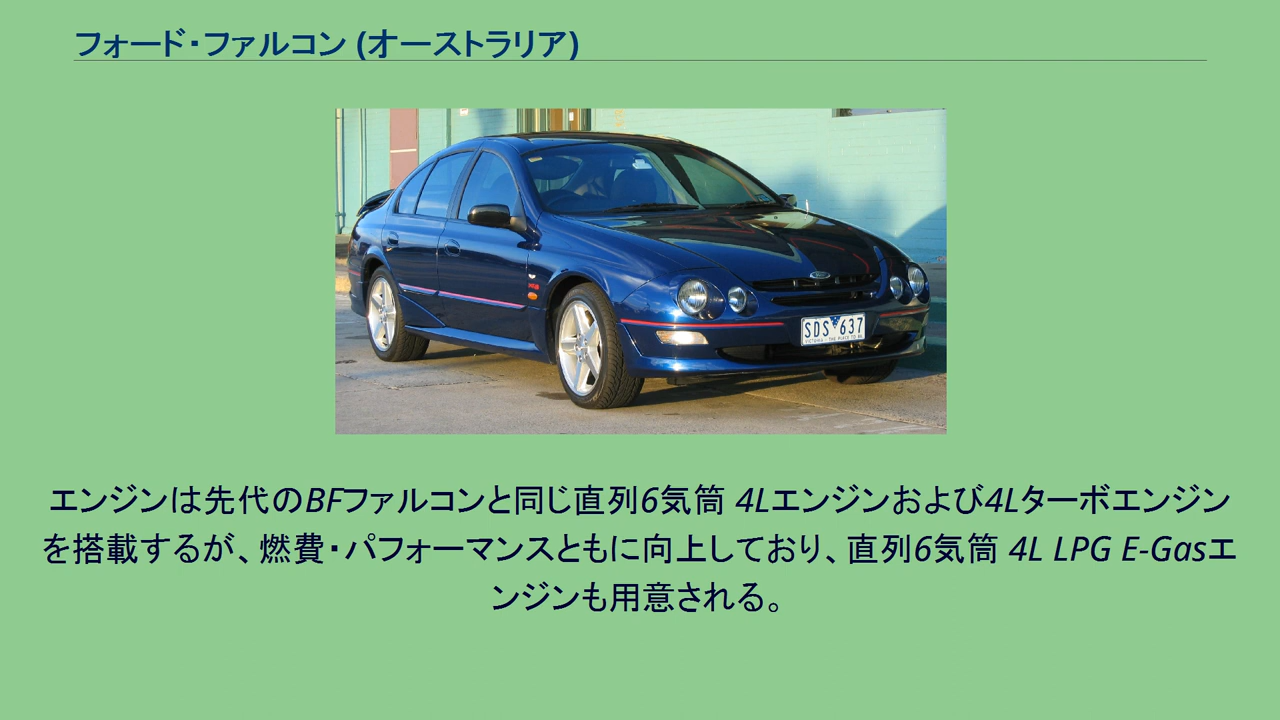 フォード・ファルコン (オーストラリア)
SDS 637
VICTORIA - THE PLACE TO BE
エンジンは先代のBFファルコンと同じ直列6気筒 4Lエンジンおよび4Lターボエンジン
を搭載するが、燃費・パフォーマンスともに向上しており、直列6気筒 4L LPG E-Gasエ
ンジンも用意される。